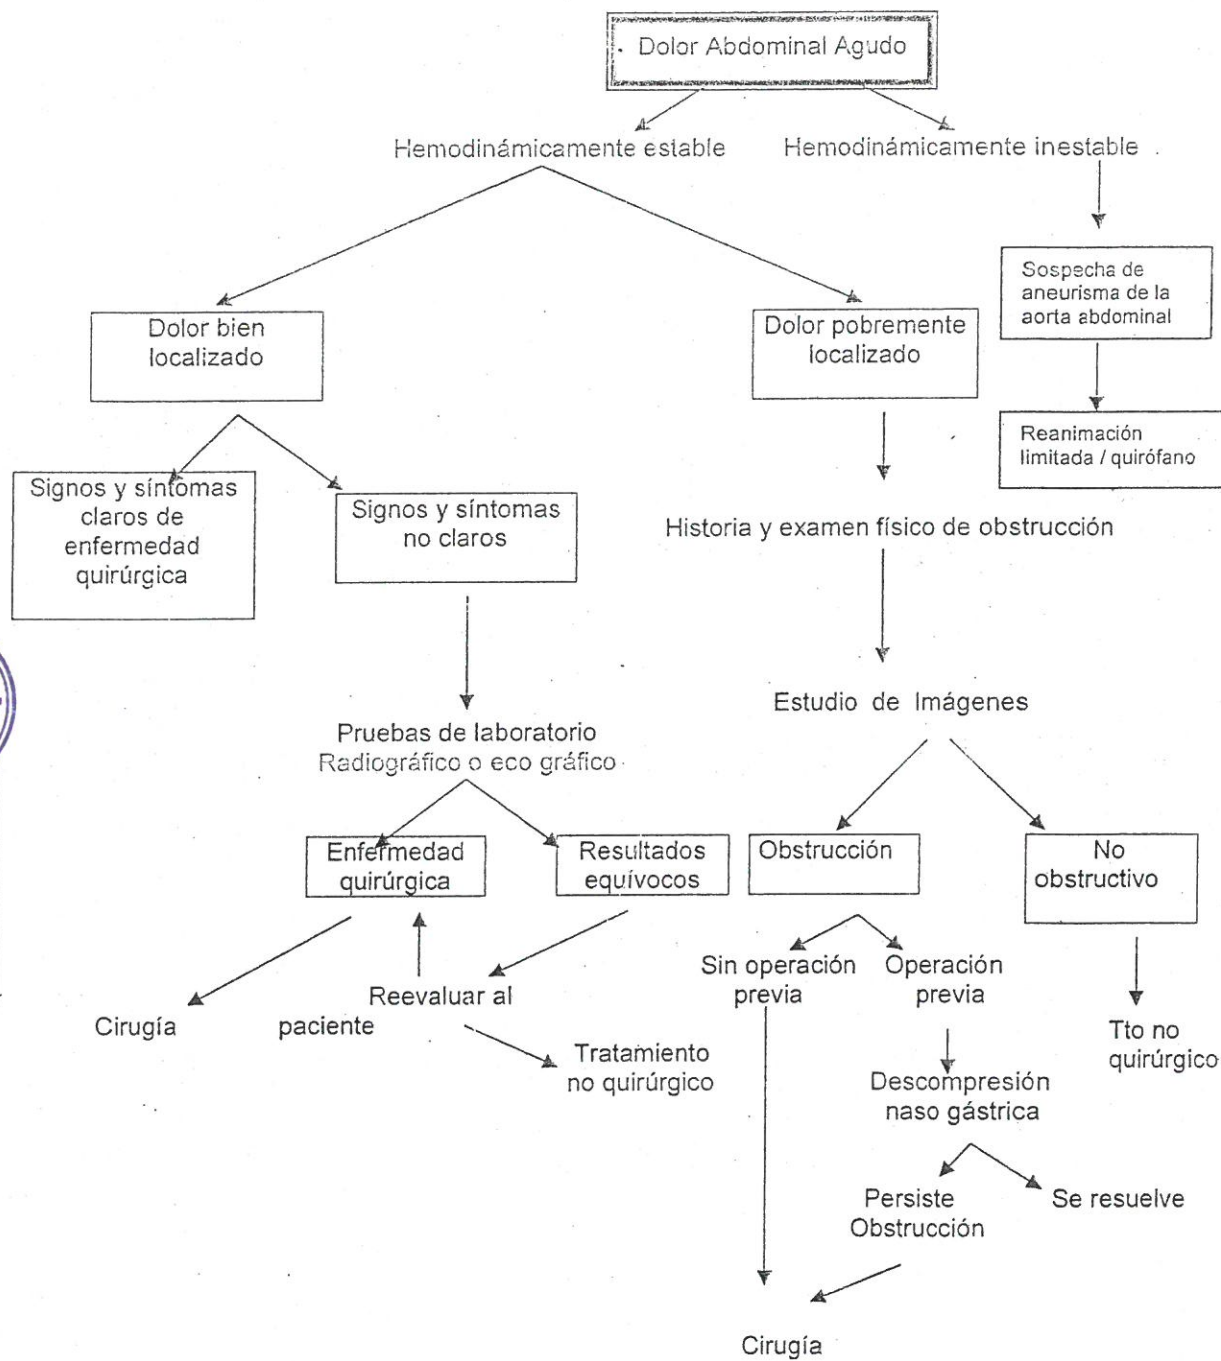 Dolor Abdominal Agudo
Hemodinámicamente estable
Hemodinámicamente inestable
Sospecha de
aneurisma de la
aorta abdominal
Dolor bien
localizado
Dolor pobremente
localizado
Reanimación
limitada / quirófano
Signos y síntomas
claros de
enfermedad
quirúrgica
Signos y síntomas
no claros
Historia y examen físico de obstrucción
Estudio de Imágenes
Pruebas de laboratorio
Radiográfico o eco gráfico
Enfermedad
quirúrgica
Resultados
equívocos
Obstrucción
No
obstructivo
Sin operación
previa
Operación
previa
Reevaluar al
paciente
Cirugía
Tto no
quirúrgico
Tratamiento
no quirúrgico
Descompresión
naso gástrica
Persiste
Obstrucción
Se resuelve
Cirugía